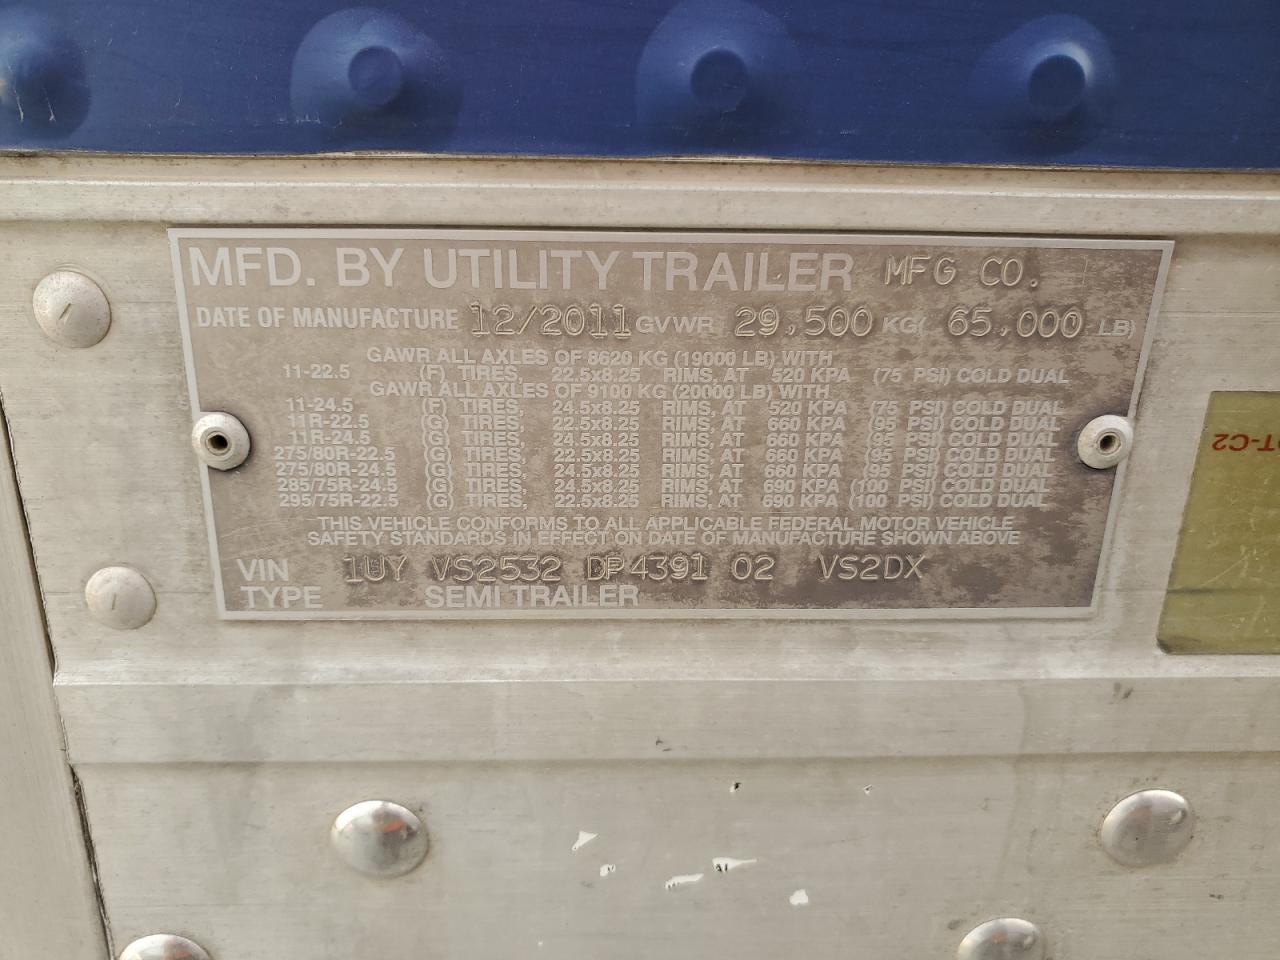 MFD. BY UTILITY TRAILER MFG CO.
DATE OF MANUFACTURE 12/2011 GVWR 29,500 KG( 65,000 LB)
GAWR ALL AXLES OF 8620 KG (19000 LB) WITH
11-22.5 (F) TIRES, 22.5x8.25 RIMS, AT 520 KPA (75 PSI) COLD DUAL
GAWR ALL AXLES OF 9100 KG (20000 LB) WITH
11-24.5 (F) TIRES, 24.5x8.25 RIMS, AT 520 KPA (75 PSI) COLD DUAL
11R-22.5 (G) TIRES, 22.5x8.25 RIMS, AT 660 KPA (95 PSI) COLD DUAL
11R-24.5 (G) TIRES, 24.5x8.25 RIMS, AT 660 KPA (95 PSI) COLD DUAL
275/80R-22.5 (G) TIRES, 22.5x8.25 RIMS, AT 660 KPA (95 PSI) COLD DUAL
275/80R-24.5 (G) TIRES, 24.5x8.25 RIMS, AT 660 KPA (95 PSI) COLD DUAL
285/75R-24.5 (G) TIRES, 24.5x8.25 RIMS, AT 690 KPA (100 PSI) COLD DUAL
295/75R-22.5 (G) TIRES, 22.5x8.25 RIMS, AT 690 KPA (100 PSI) COLD DUAL
THIS VEHICLE CONFORMS TO ALL APPLICABLE FEDERAL MOTOR VEHICLE
SAFETY STANDARDS IN EFFECT ON DATE OF MANUFACTURE SHOWN ABOVE
VIN 1UY VS2532 DP4391 02 VS2DX
TYPE SEMI TRAILER
T-C2